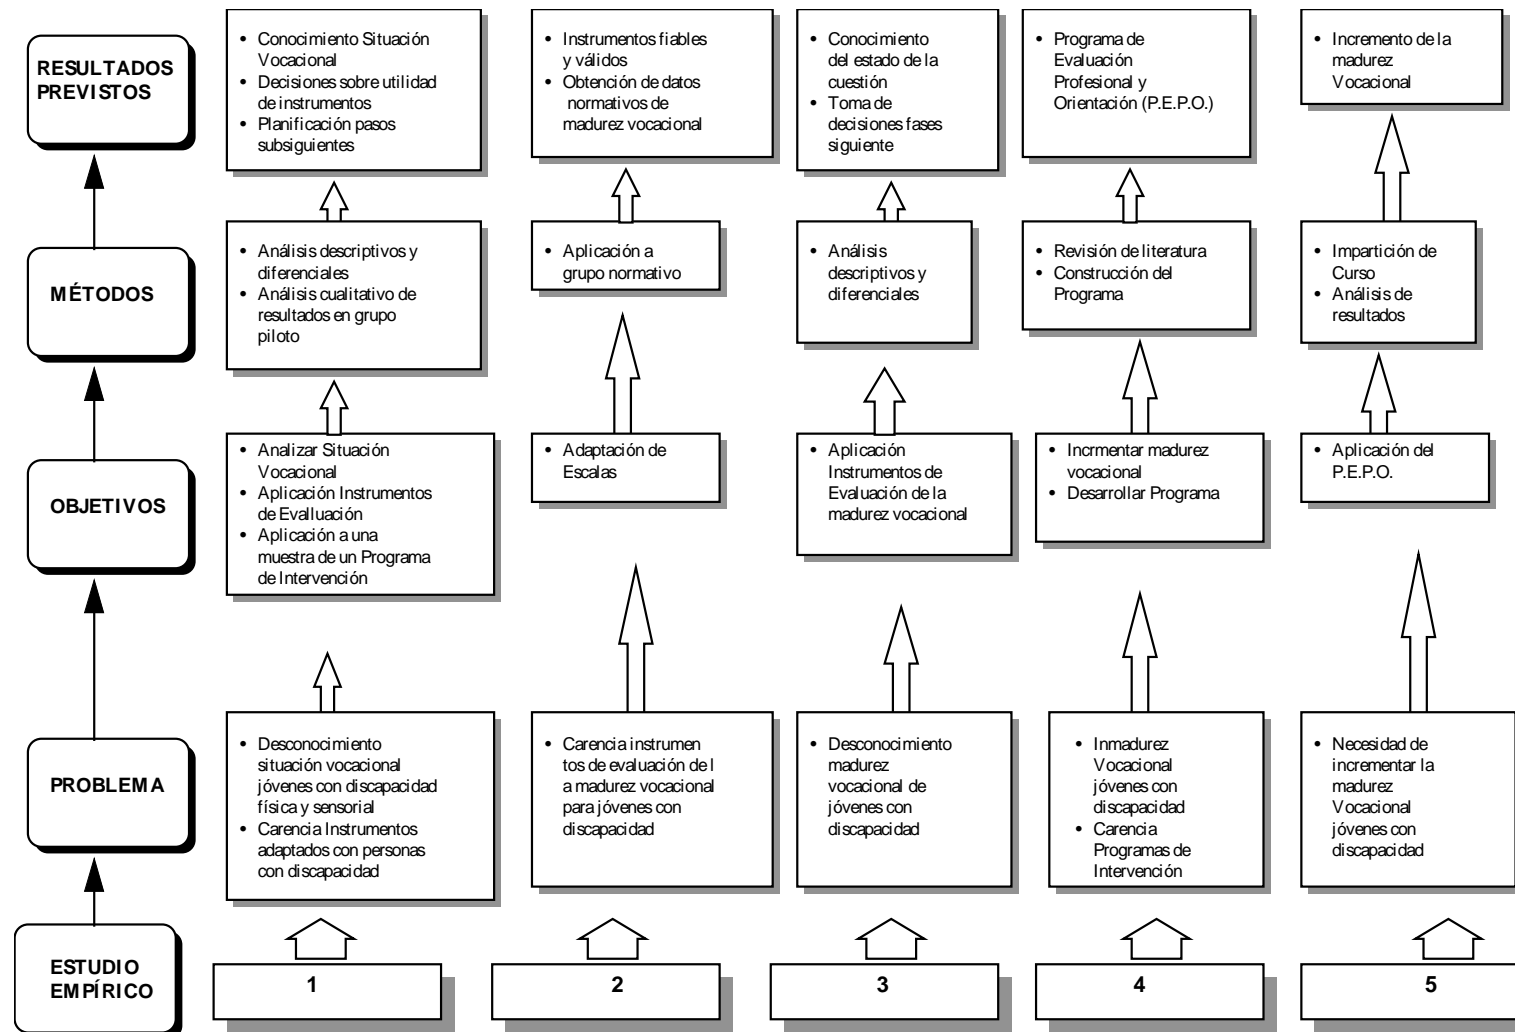 RESULTADOS
PREVISTOS
• Conocimiento Situación
Vocacional
• Decisiones sobre utilidad
de instrumentos
• Planificación pasos
subsiguientes
• Instrumentos fiables
y válidos
• Obtención de datos
normativos de
madurez vocacional
• Conocimiento
del estado de la
cuestión
• Toma de
decisiones fases
siguiente
• Programa de
Evaluación
Profesional y
Orientación (P.E.P.O.)
• Incremento de la
madurez
Vocacional
MÉTODOS
• Análisis descriptivos y
diferenciales
• Análisis cualitativo de
resultados en grupo
piloto
• Aplicación a
grupo normativo
• Análisis
descriptivos y
diferenciales
• Revisión de literatura
• Construcción del
Programa
• Impartición de
Curso
• Análisis de
resultados
OBJETIVOS
• Analizar Situación
Vocacional
• Aplicación Instrumentos
de Evalluación
• Aplicación a una
muestra de un Programa
de Intervención
• Adaptación de
Escalas
• Aplicación
Instrumentos de
Evaluación de la
madurez vocacional
• Incrmentar madurez
vocacional
• Desarrollar Programa
• Aplicación del
P.E.P.O.
PROBLEMA
• Desconocimiento
situación vocacional
jóvenes con discapacidad
física y sensorial
• Carencia Instrumentos
adaptados con personas
con discapacidad
• Carencia instrumen
tos de evaluación de l
a madurez vocacional
para jóvenes con
discapacidad
• Desconocimiento
madurez
vocacional de
jóvenes con
discapacidad
• Inmadurez
Vocacional
jóvenes con
discapacidad
• Carencia
Programas de
Intervención
• Necesidad de
incrementar la
madurez
Vocacional
jóvenes con
discapacidad
ESTUDIO
EMPÍRICO
1
2
3
4
5